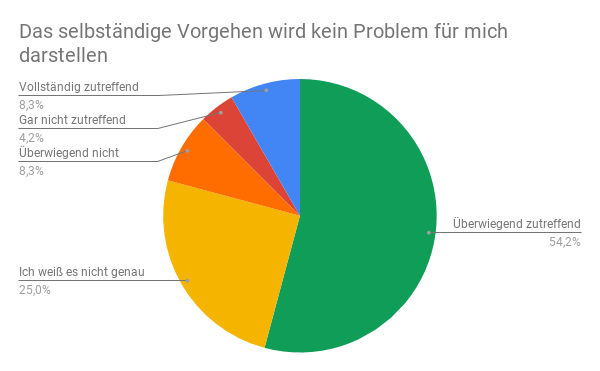 Das selbständige Vorgehen wird kein Problem für mich
darstellen
Vollständig zutreffend
8,3%
Gar nicht zutreffend
4,2%
Überwiegend nicht
8,3%
Überwiegend zutreffend
54,2%
Ich weiß es nicht genau
25,0%